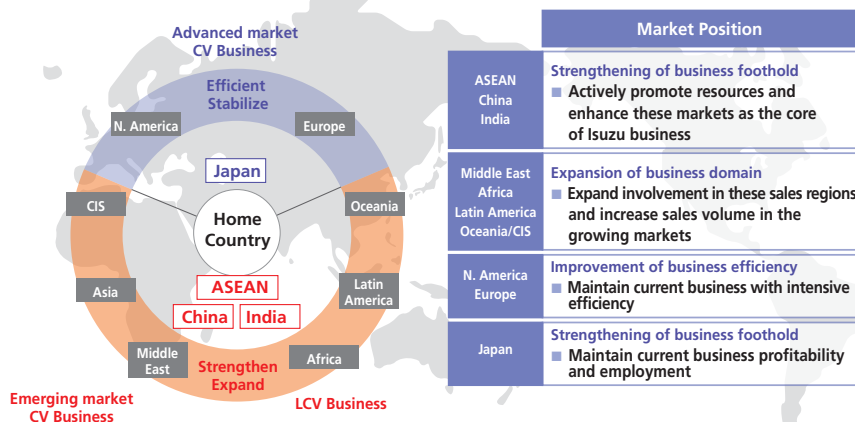 Advanced market
CV Business
Efficient
Stabilize
N. America
Europe
Japan
CIS
Oceania
Home
Country
Asia
Latin
America
ASEAN
China
India
Middle
East
Africa
Strengthen
Expand
Emerging market
CV Business
LCV Business
Market Position
ASEAN
China
India
Strengthening of business foothold
Actively promote resources and
enhance these markets as the core
of Isuzu business
Middle East
Africa
Latin America
Oceania/CIS
Expansion of business domain
Expand involvement in these sales regions
and increase sales volume in the
growing markets
N. America
Europe
Improvement of business efficiency
Maintain current business with intensive
efficiency
Japan
Strengthening of business foothold
Maintain current business profitability
and employment